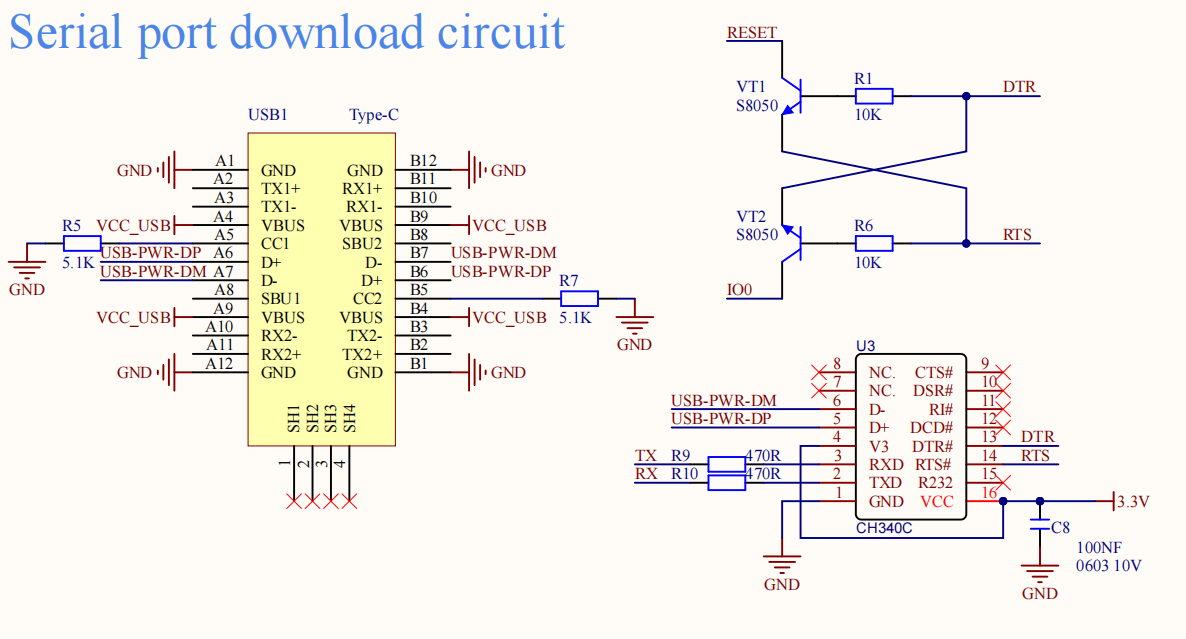 Serial port download circuit
RESET
VT1
S8050
R1
10K
DTR
VT2
S8050
R6
10K
RTS
IO0
USB1 Type-C
GND A1 GND GND B12 GND
A2 TX1+ RX1+ B11
A3 TX1- RX1- B10
VCC_USB A4 VBUS VBUS B9 VCC_USB
R5 A5 CC1 SBU2 B8
5.1K USB-PWR-DP A6 D+ D- B7 USB-PWR-DM
USB-PWR-DM A7 D- D+ B6 USB-PWR-DP
GND A8 SBU1 CC2 B5 R7
5.1K
VCC_USB A9 VBUS VBUS B4 VCC_USB
A10 RX2- TX2- B3
A11 RX2+ TX2+ B2
GND A12 GND GND B1 GND
GND
SH1 SH2 SH3 SH4
1 2 3 4
U3
8 NC. CTS# 9
7 NC. DSR# 10
USB-PWR-DM 6 D- RI# 11
USB-PWR-DP 5 D+ DCD# 12
4 V3 DTR# 13 DTR
TX R9 470R 3 RXD RTS# 14 RTS
RX R10 470R 2 TXD R232 15
1 GND VCC 16 3.3V
CH340C
C8
100NF
0603 10V
GND
GND